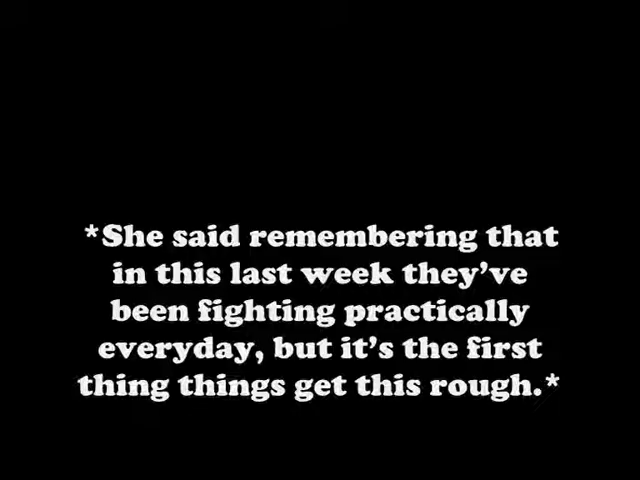 *She said remembering that
in this last week they’ve
been fighting practically
everyday, but it’s the first
thing things get this rough.*